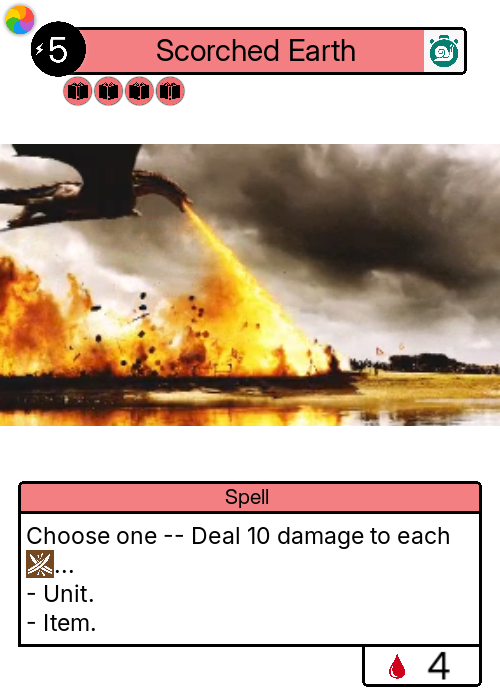 5
Scorched Earth
Spell
Choose one -- Deal 10 damage to each
...
- Unit.
- Item.
4